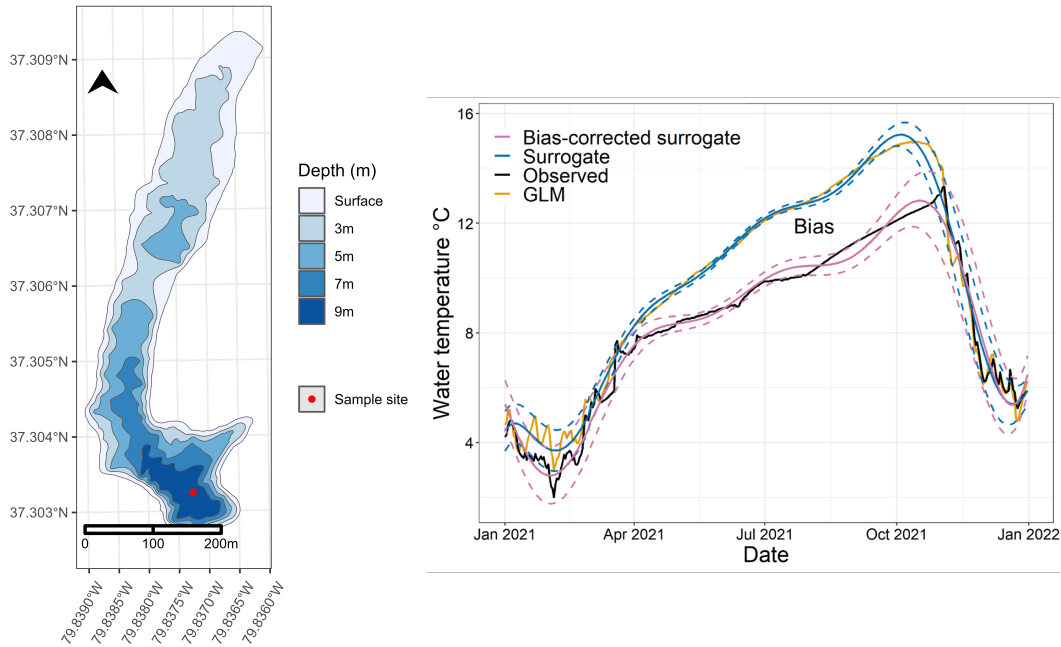 37.309°N
37.308°N
37.307°N
37.306°N
37.305°N
37.304°N
37.303°N
0 100 200m
79.8390°W
79.8385°W
79.8380°W
79.8375°W
79.8370°W
79.8365°W
79.8360°W
Depth (m)
Surface
3m
5m
7m
9m
Sample site
Water temperature °C
16
12
8
4
Bias-corrected surrogate
Surrogate
Observed
GLM
Bias
Jan 2021 Apr 2021 Jul 2021 Oct 2021 Jan 2022
Date